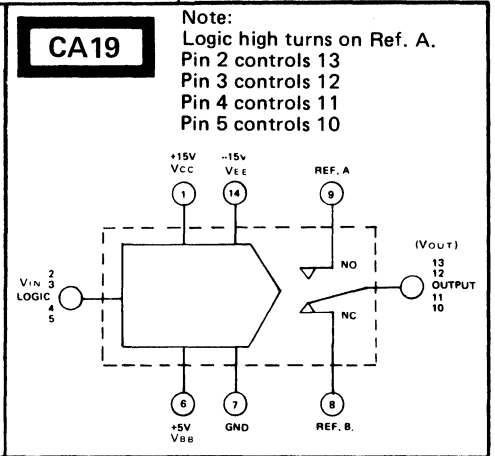 CA19
Note:
Logic high turns on Ref. A.
Pin 2 controls 13
Pin 3 controls 12
Pin 4 controls 11
Pin 5 controls 10
+15V
VCC
--15v
VEE
REF. A
1
14
9
NO
(VOUT)
VIN
LOGIC
2
3
4
5
13
12
OUTPUT
11
10
NC
6
7
8
+5V
VBB
GND
REF. B.